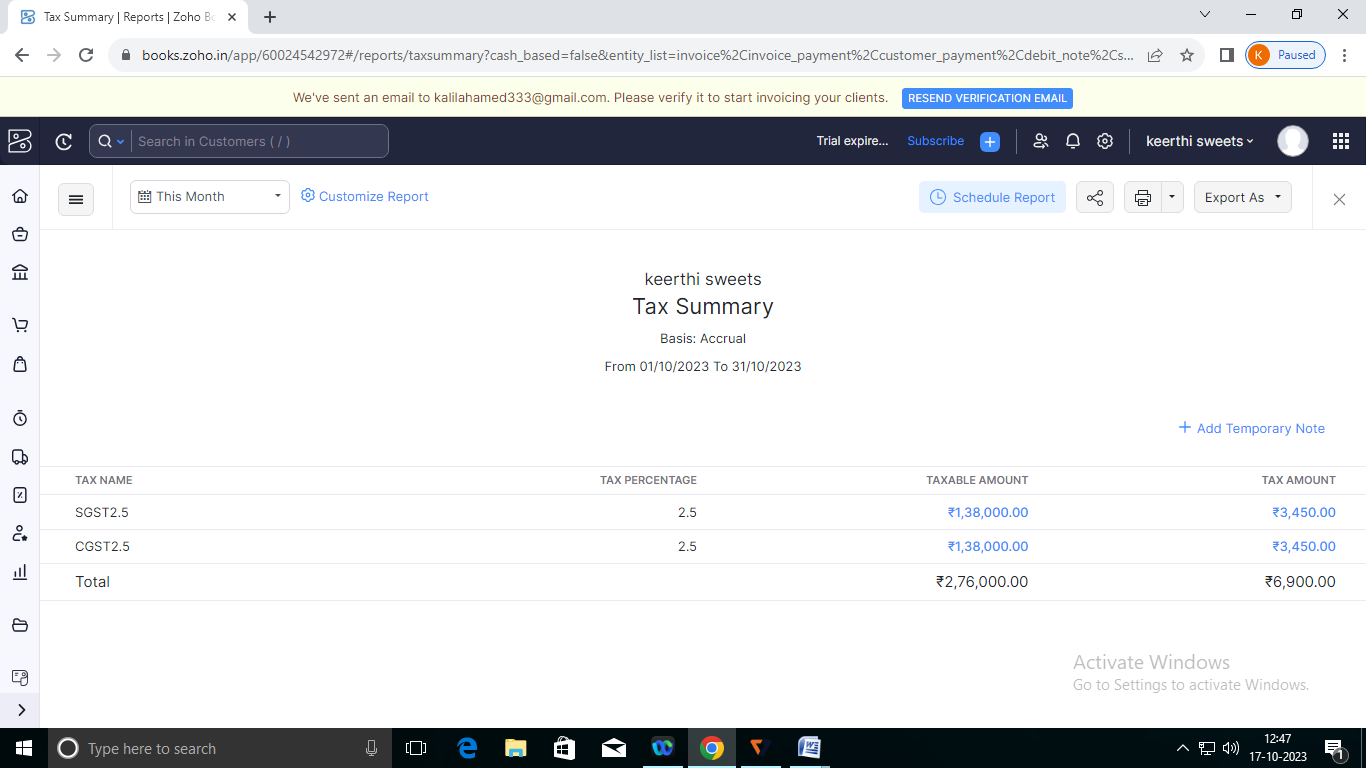 Tax Summary | Reports | Zoho Bo
books.zoho.in/app/60024542972#/reports/taxsummary?cash_based=false&entity_list=invoice%2Cinvoice_payment%2Ccustomer_payment%2Cdebit_note%2Cs...
K Paused
We've sent an email to kalilahamed333@gmail.com. Please verify it to start invoicing your clients. RESEND VERIFICATION EMAIL
Search in Customers ( / ) Trial expire... Subscribe keerthi sweets
This Month Customize Report Schedule Report Export As
keerthi sweets
Tax Summary
Basis: Accrual
From 01/10/2023 To 31/10/2023
+ Add Temporary Note
TAX NAME TAX PERCENTAGE TAXABLE AMOUNT TAX AMOUNT
SGST2.5 2.5 ₹1,38,000.00 ₹3,450.00
CGST2.5 2.5 ₹1,38,000.00 ₹3,450.00
Total ₹2,76,000.00 ₹6,900.00
Activate Windows
Go to Settings to activate Windows.
Type here to search
12:47
17-10-2023
1